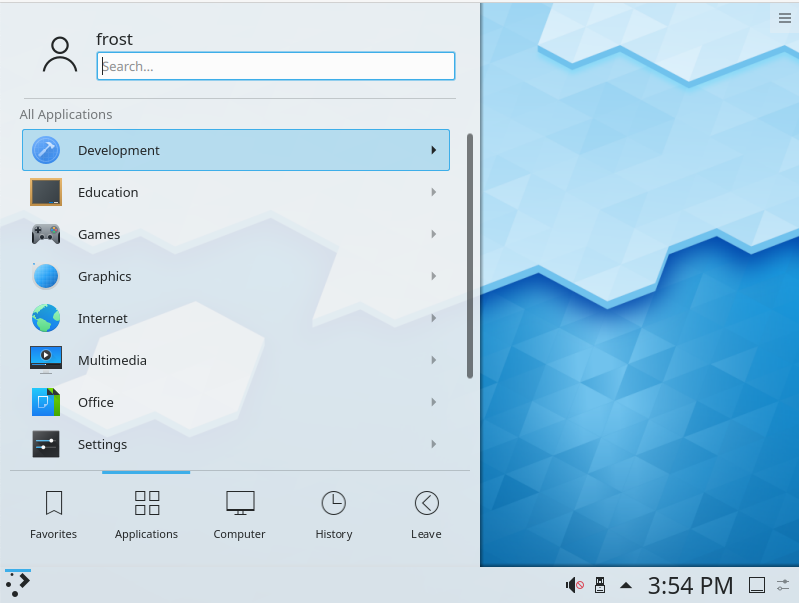 frost
Search...
All Applications
Development
Education
Games
Graphics
Internet
Multimedia
Office
Settings
Favorites Applications Computer History Leave
3:54 PM